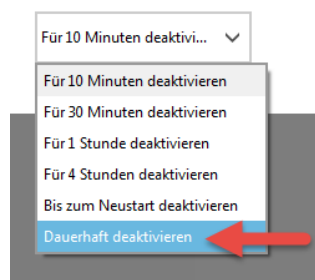 Für 10 Minuten deaktivi...
Für 10 Minuten deaktivieren
Für 30 Minuten deaktivieren
Für 1 Stunde deaktivieren
Für 4 Stunden deaktivieren
Bis zum Neustart deaktivieren
Dauerhaft deaktivieren